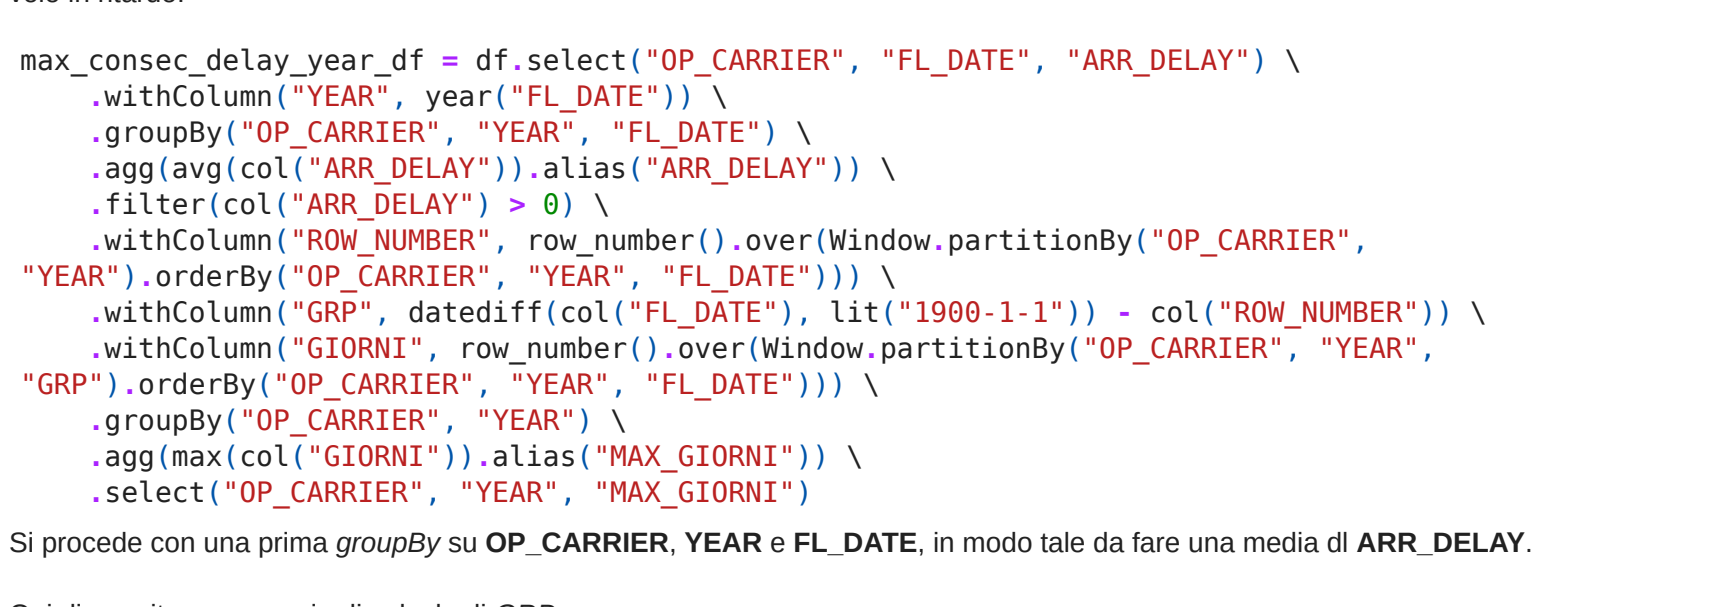 max_consec_delay_year_df = df.select("OP_CARRIER", "FL_DATE", "ARR_DELAY") \
    .withColumn("YEAR", year("FL_DATE")) \
    .groupBy("OP_CARRIER", "YEAR", "FL_DATE") \
    .agg(avg(col("ARR_DELAY")).alias("ARR_DELAY")) \
    .filter(col("ARR_DELAY") > 0) \
    .withColumn("ROW_NUMBER", row_number().over(Window.partitionBy("OP_CARRIER",
"YEAR").orderBy("OP_CARRIER", "YEAR", "FL_DATE"))) \
    .withColumn("GRP", datediff(col("FL_DATE"), lit("1900-1-1")) - col("ROW_NUMBER")) \
    .withColumn("GIORNI", row_number().over(Window.partitionBy("OP_CARRIER", "YEAR",
"GRP").orderBy("OP_CARRIER", "YEAR", "FL_DATE"))) \
    .groupBy("OP_CARRIER", "YEAR") \
    .agg(max(col("GIORNI")).alias("MAX_GIORNI")) \
    .select("OP_CARRIER", "YEAR", "MAX_GIORNI")
Si procede con una prima groupBy su OP_CARRIER, YEAR e FL_DATE, in modo tale da fare una media dl ARR_DELAY.